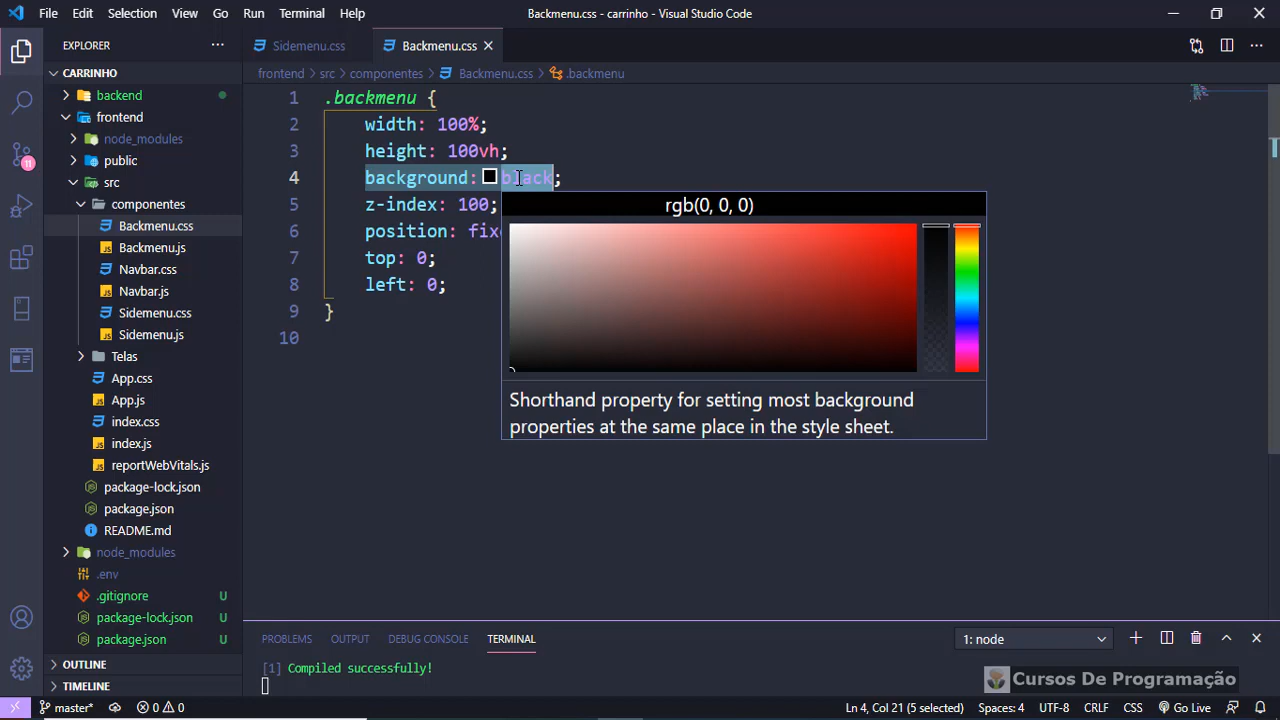 File Edit Selection View Go Run Terminal Help Backmenu.css - carrinho - Visual Studio Code
EXPLORER ··· Sidemenu.css Backmenu.css
CARRINHO frontend > src > componentes > Backmenu.css > .backmenu
backend
frontend
node_modules
public
src
componentes
Backmenu.css
Backmenu.js
Navbar.css
Navbar.js
Sidemenu.css
Sidemenu.js
Telas
App.css
App.js
index.css
index.js
reportWebVitals.js
package-lock.json
package.json
README.md
node_modules
.env
.gitignore U
package-lock.json U
package.json U
OUTLINE
TIMELINE
1 .backmenu {
2 width: 100%;
3 height: 100vh;
4 background: black;
5 z-index: 100;
6 position: fix
7 top: 0;
8 left: 0;
9 }
10
rgb(0, 0, 0)
Shorthand property for setting most background
properties at the same place in the style sheet.
PROBLEMS OUTPUT DEBUG CONSOLE TERMINAL 1: node
[1] Compiled successfully!
Cursos De Programação
master* 0 0 Ln 4, Col 21 (5 selected) Spaces: 4 UTF-8 CRLF CSS Go Live